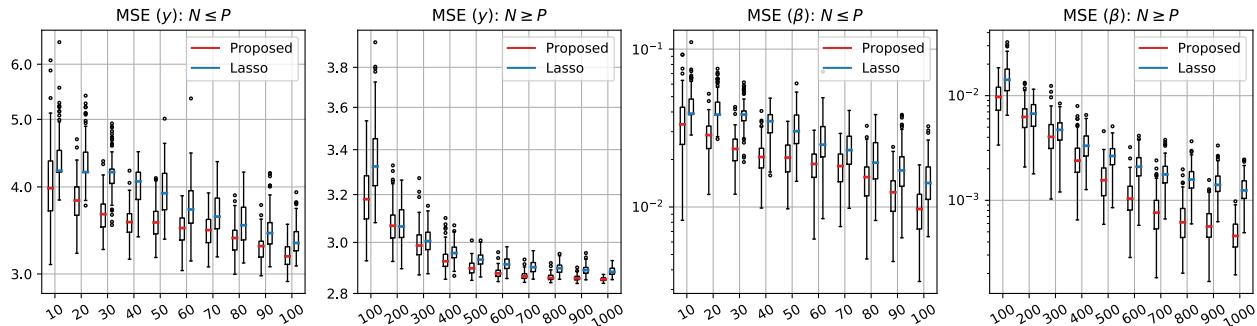 MSE (y): N ≤ P
6.0
5.0
4.0
3.0
Proposed
Lasso
10 20 30 40 50 60 70 80 90 100
MSE (y): N ≥ P
3.8
3.6
3.4
3.2
3.0
2.8
Proposed
Lasso
100 200 300 400 500 600 700 800 900 1000
MSE (β): N ≤ P
10⁻¹
10⁻²
Proposed
Lasso
10 20 30 40 50 60 70 80 90 100
MSE (β): N ≥ P
10⁻²
10⁻³
Proposed
Lasso
100 200 300 400 500 600 700 800 900 1000